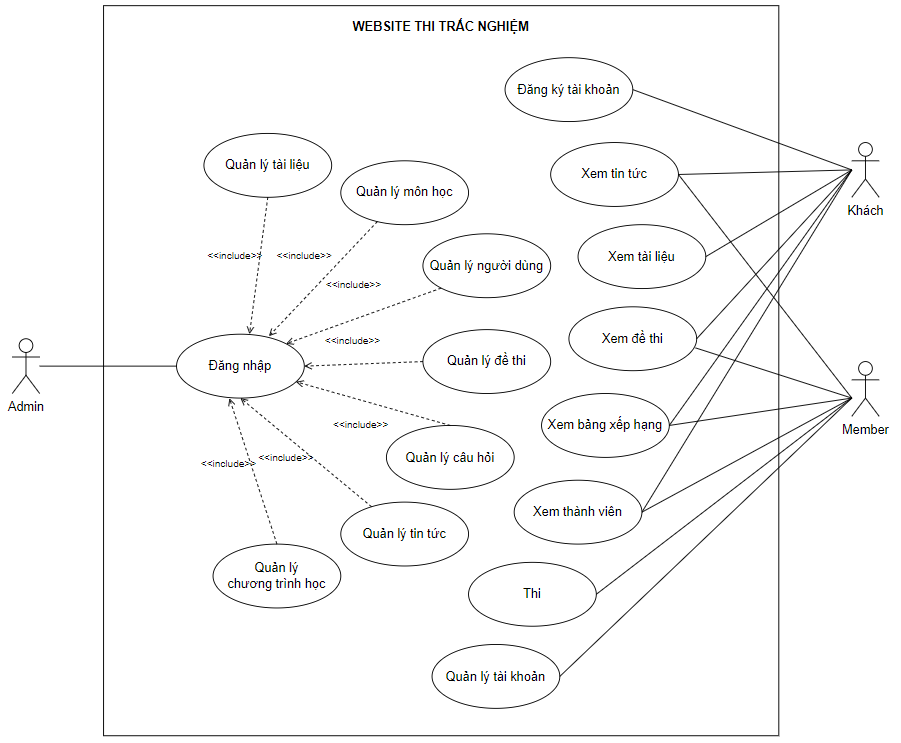 WEBSITE THI TRẮC NGHIỆM
Đăng ký tài khoản
Quản lý tài liệu
Xem tin tức
Quản lý môn học
Khách
<<include>>
<<include>>
Xem tài liệu
Quản lý người dùng
<<include>>
<<include>>
Xem đề thi
Quản lý đề thi
Đăng nhập
Admin
<<include>>
Xem bảng xếp hạng
Member
Quản lý câu hỏi
<<include>>
<<include>>
Xem thành viên
Quản lý tin tức
Quản lý
chương trình học
Thi
Quản lý tài khoản